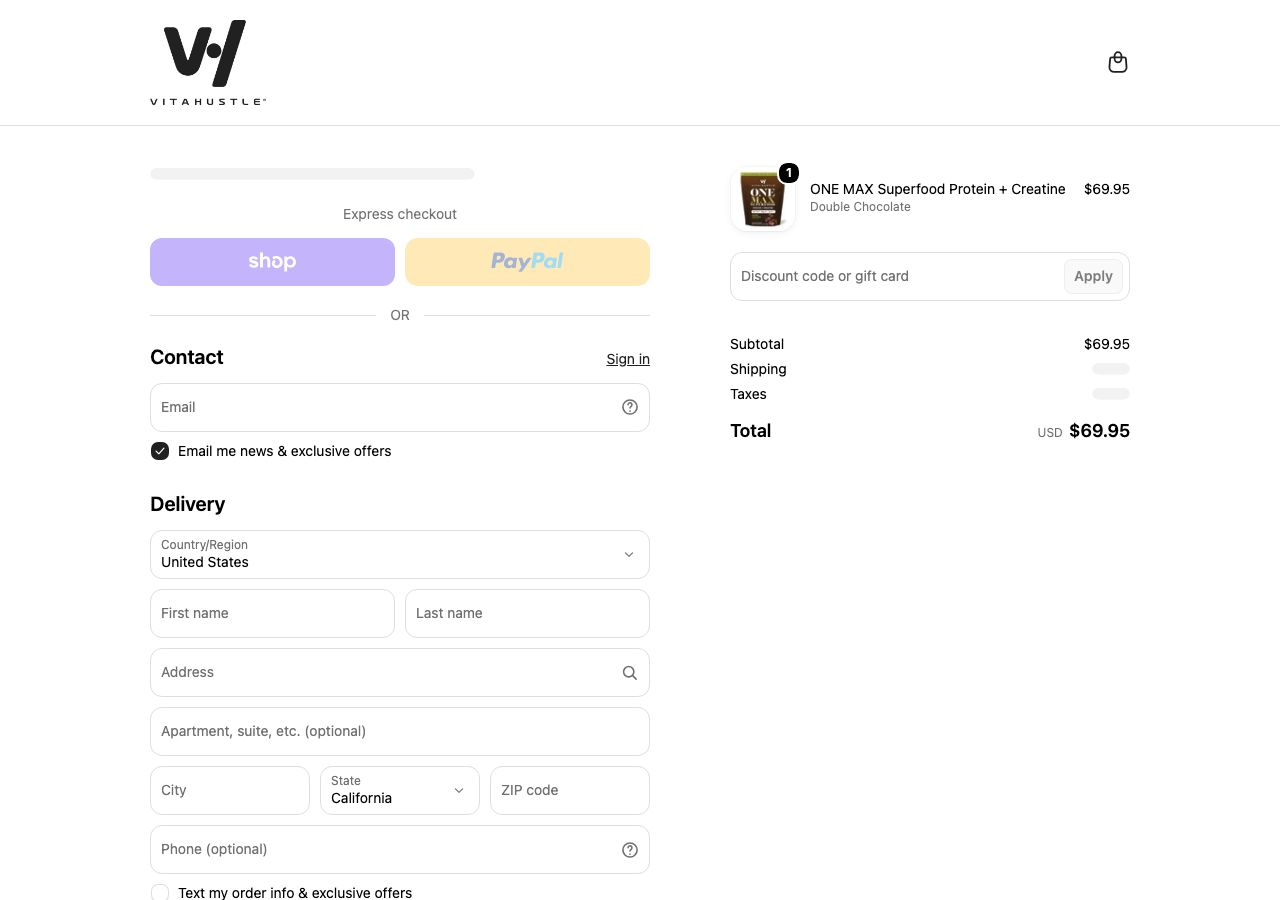 VITAHUSTLE
Express checkout
shop
PayPal
OR
Contact
Sign in
Email
Email me news & exclusive offers
Delivery
Country/Region
United States
First name
Last name
Address
Apartment, suite, etc. (optional)
City
State
California
ZIP code
Phone (optional)
Text my order info & exclusive offers
1
ONE
MAX
ONE MAX Superfood Protein + Creatine
$69.95
Double Chocolate
Discount code or gift card
Apply
Subtotal
$69.95
Shipping
Taxes
Total
USD $69.95